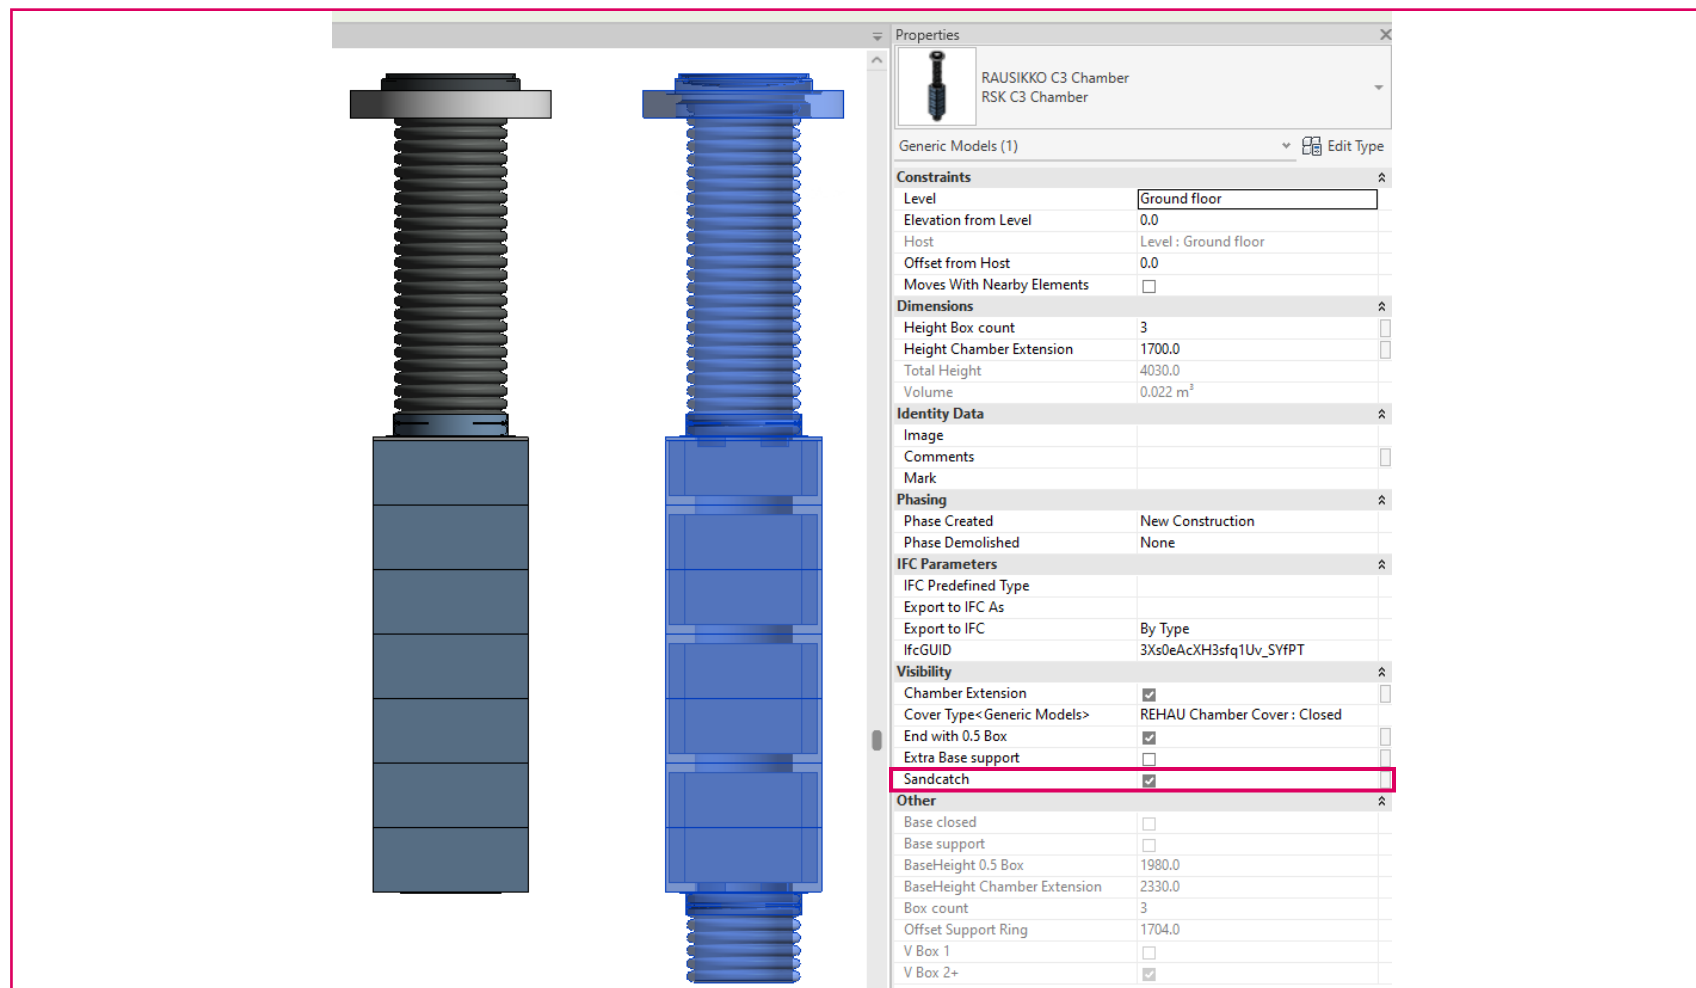 Properties
RAUSIKKO C3 Chamber
RSK C3 Chamber
Generic Models (1) Edit Type
Constraints
Level Ground floor
Elevation from Level 0.0
Host Level : Ground floor
Offset from Host 0.0
Moves With Nearby Elements
Dimensions
Height Box count 3
Height Chamber Extension 1700.0
Total Height 4030.0
Volume 0.022 m³
Identity Data
Image
Comments
Mark
Phasing
Phase Created New Construction
Phase Demolished None
IFC Parameters
IFC Predefined Type
Export to IFC As
Export to IFC By Type
IfcGUID 3Xs0eAcXH3sfq1Uv_SYfPT
Visibility
Chamber Extension
Cover Type<Generic Models> REHAU Chamber Cover : Closed
End with 0.5 Box
Extra Base support
Sandcatch
Other
Base closed
Base support
BaseHeight 0.5 Box 1980.0
BaseHeight Chamber Extension 2330.0
Box count 3
Offset Support Ring 1704.0
V Box 1
V Box 2+